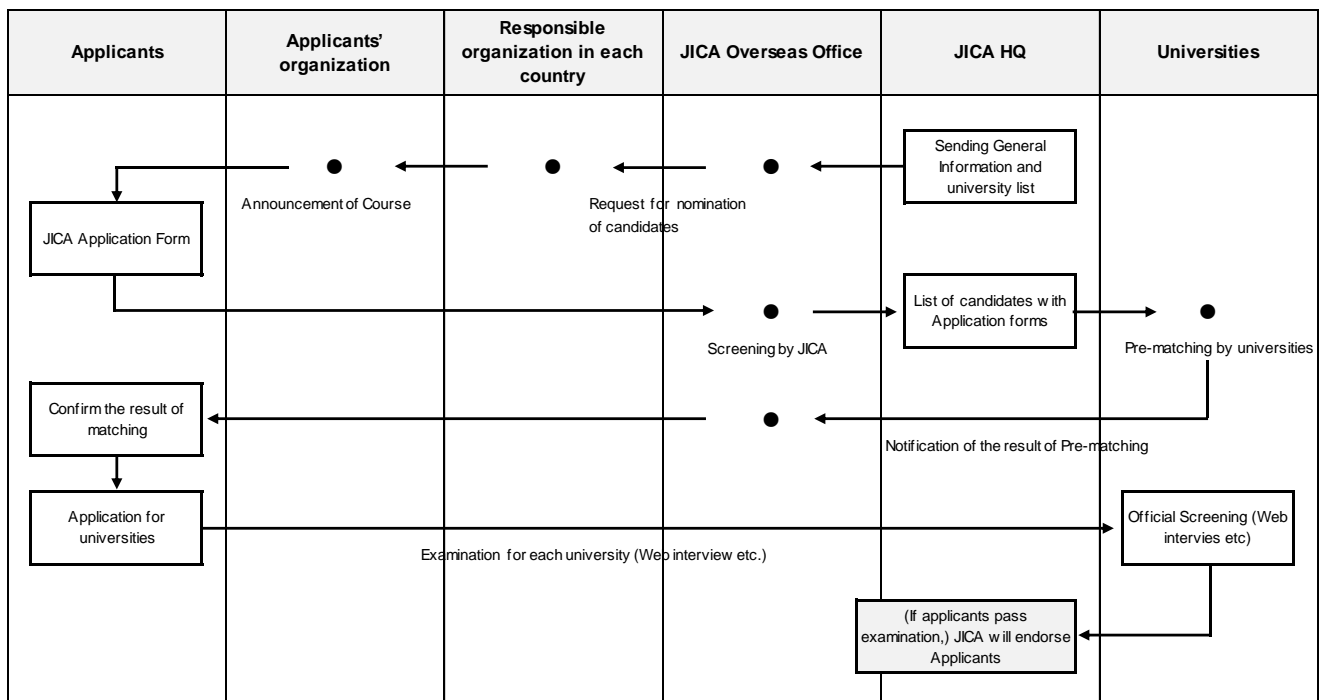 Applicants
Applicants'
organization
Responsible
organization in each
country
JICA Overseas Office
JICA HQ
Universities
Sending General
Information and
university list
Announcement of Course
Request for nomination
of candidates
JICA Application Form
List of candidates with
Application forms
Screening by JICA
Pre-matching by universities
Confirm the result of
matching
Notification of the result of Pre-matching
Application for
universities
Official Screening (Web
intervies etc)
Examination for each university (Web interview etc.)
(If applicants pass
examination,) JICA will endorse
Applicants